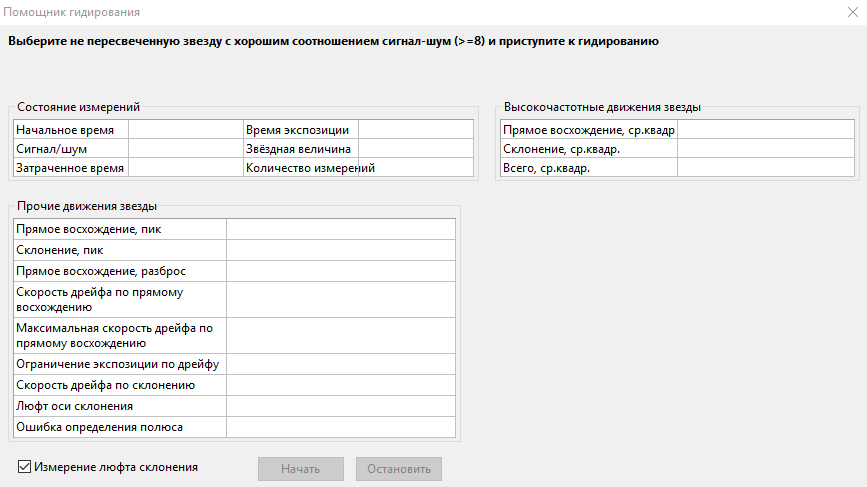 Помощник гидирования
Выберите не пересвеченную звезду с хорошим соотношением сигнал-шум (>=8) и приступите к гидированию
Состояние измерений
Начальное время
Время экспозиции
Сигнал/шум
Звёздная величина
Затраченное время
Количество измерений
Высокочастотные движения звезды
Прямое восхождение, ср.квадр
Склонение, ср.квадр.
Всего, ср.квадр.
Прочие движения звезды
Прямое восхождение, пик
Склонение, пик
Прямое восхождение, разброс
Скорость дрейфа по прямому
восхождению
Максимальная скорость дрейфа по
прямому восхождению
Ограничение экспозиции по дрейфу
Скорость дрейфа по склонению
Люфт оси склонения
Ошибка определения полюса
Измерение люфта склонения
Начать
Остановить